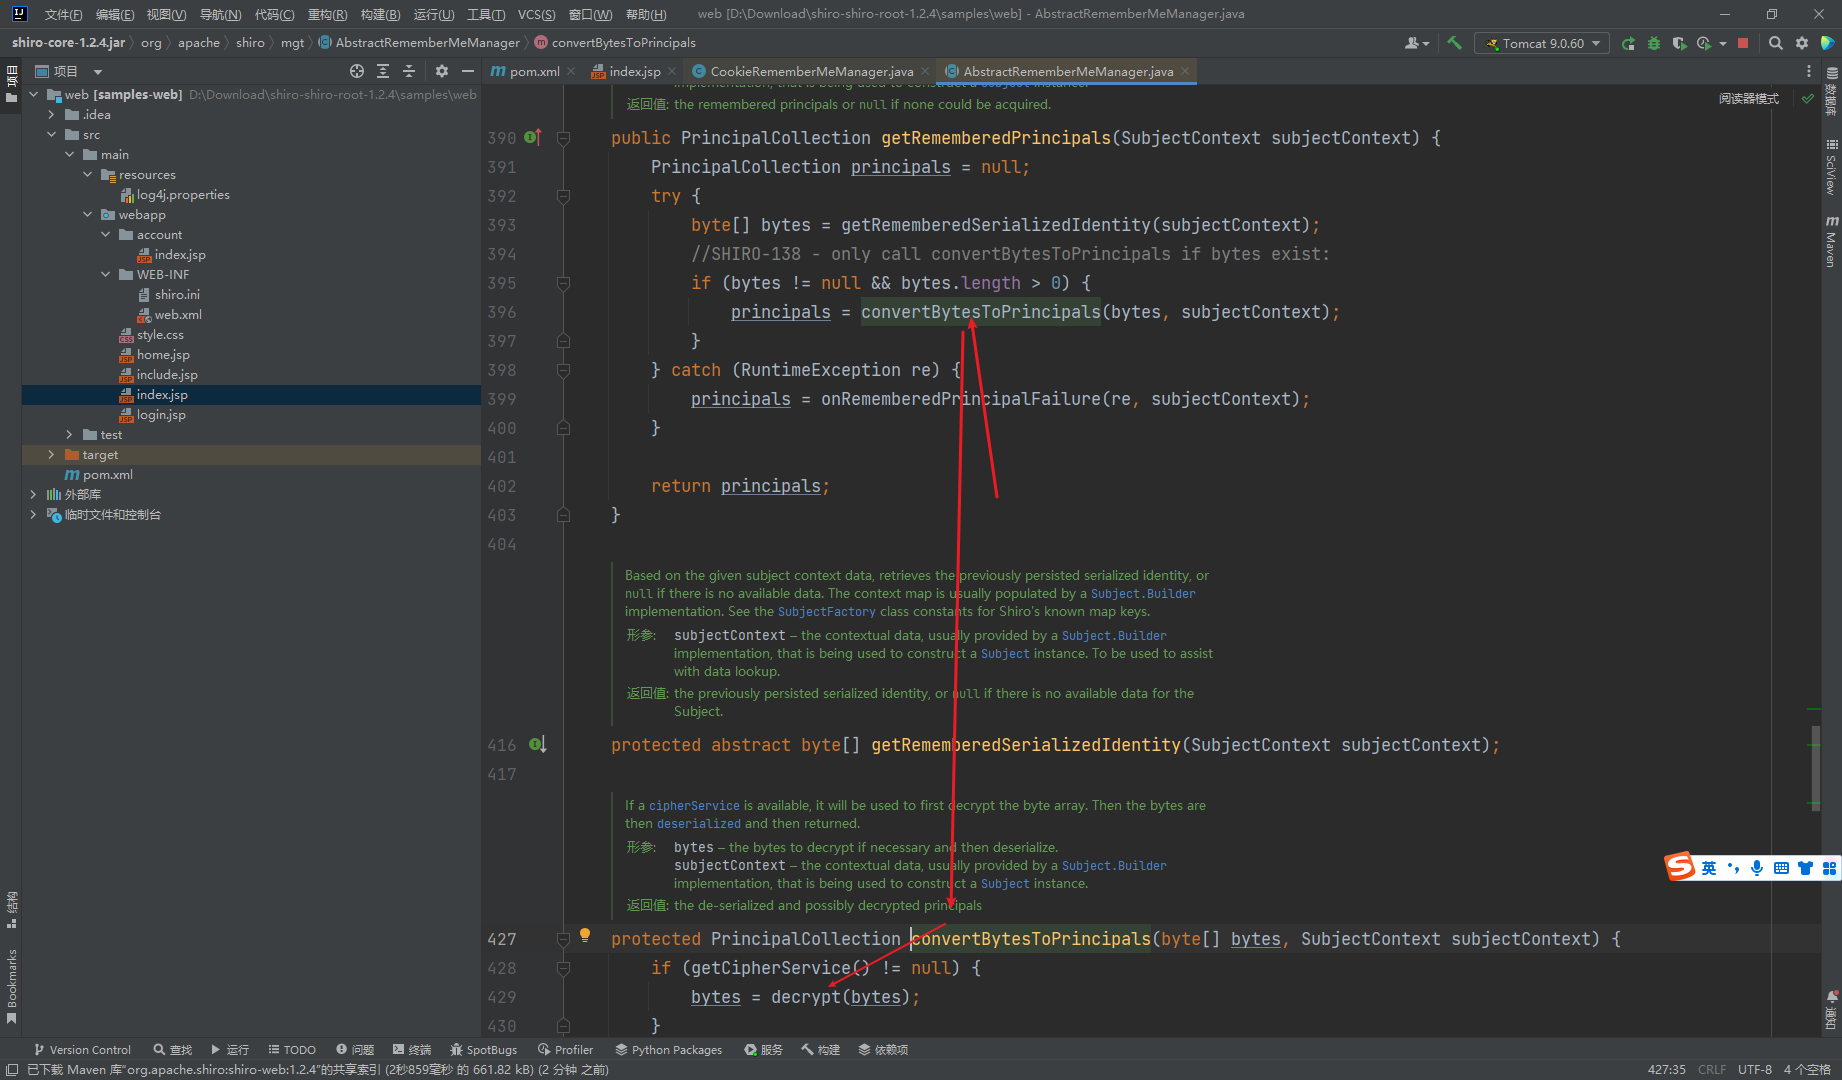 文件(F) 编辑(E) 视图(V) 导航(N) 代码(C) 重构(R) 构建(B) 运行(U) 工具(T) VCS(S) 窗口(W) 帮助(H) web [D:\Download\shiro-shiro-root-1.2.4\samples\web] - AbstractRememberMeManager.java
shiro-core-1.2.4.jar org apache shiro mgt AbstractRememberMeManager convertBytesToPrincipals Tomcat 9.0.60
项目 pom.xml index.jsp CookieRememberMeManager.java AbstractRememberMeManager.java
web [samples-web] D:\Download\shiro-shiro-root-1.2.4\samples\web
.idea
src
main
resources
log4j.properties
webapp
account
index.jsp
WEB-INF
shiro.ini
web.xml
style.css
home.jsp
include.jsp
index.jsp
login.jsp
test
target
pom.xml
外部库
临时文件和控制台
implementation, that is being used to construct a Subject instance.
返回值: the remembered principals or null if none could be acquired.
阅读器模式
390 public PrincipalCollection getRememberedPrincipals(SubjectContext subjectContext) {
391 PrincipalCollection principals = null;
392 try {
393 byte[] bytes = getRememberedSerializedIdentity(subjectContext);
394 //SHIRO-138 - only call convertBytesToPrincipals if bytes exist:
395 if (bytes != null && bytes.length > 0) {
396 principals = convertBytesToPrincipals(bytes, subjectContext);
397 }
398 } catch (RuntimeException re) {
399 principals = onRememberedPrincipalFailure(re, subjectContext);
400 }
401
402 return principals;
403 }
404
Based on the given subject context data, retrieves the previously persisted serialized identity, or
null if there is no available data. The context map is usually populated by a Subject.Builder
implementation. See the SubjectFactory class constants for Shiro's known map keys.
形参: subjectContext – the contextual data, usually provided by a Subject.Builder
implementation, that is being used to construct a Subject instance. To be used to assist
with data lookup.
返回值: the previously persisted serialized identity, or null if there is no available data for the
Subject.
416 protected abstract byte[] getRememberedSerializedIdentity(SubjectContext subjectContext);
417
If a cipherService is available, it will be used to first decrypt the byte array. Then the bytes are
then deserialized and then returned.
形参: bytes – the bytes to decrypt if necessary and then deserialize.
subjectContext – the contextual data, usually provided by a Subject.Builder
implementation, that is being used to construct a Subject instance.
返回值: the de-serialized and possibly decrypted principals
427 protected PrincipalCollection convertBytesToPrincipals(byte[] bytes, SubjectContext subjectContext) {
428 if (getCipherService() != null) {
429 bytes = decrypt(bytes);
430 }
项目
结构
Bookmarks
数据库
SciView
Maven
通知
英
Version Control 查找 运行 TODO 问题 终端 SpotBugs Profiler Python Packages 服务 构建 依赖项
已下载 Maven 库"org.apache.shiro:shiro-web:1.2.4"的共享索引 (2秒859毫秒 的 661.82 kB) (2 分钟 之前) 427:35 CRLF UTF-8 4 个空格